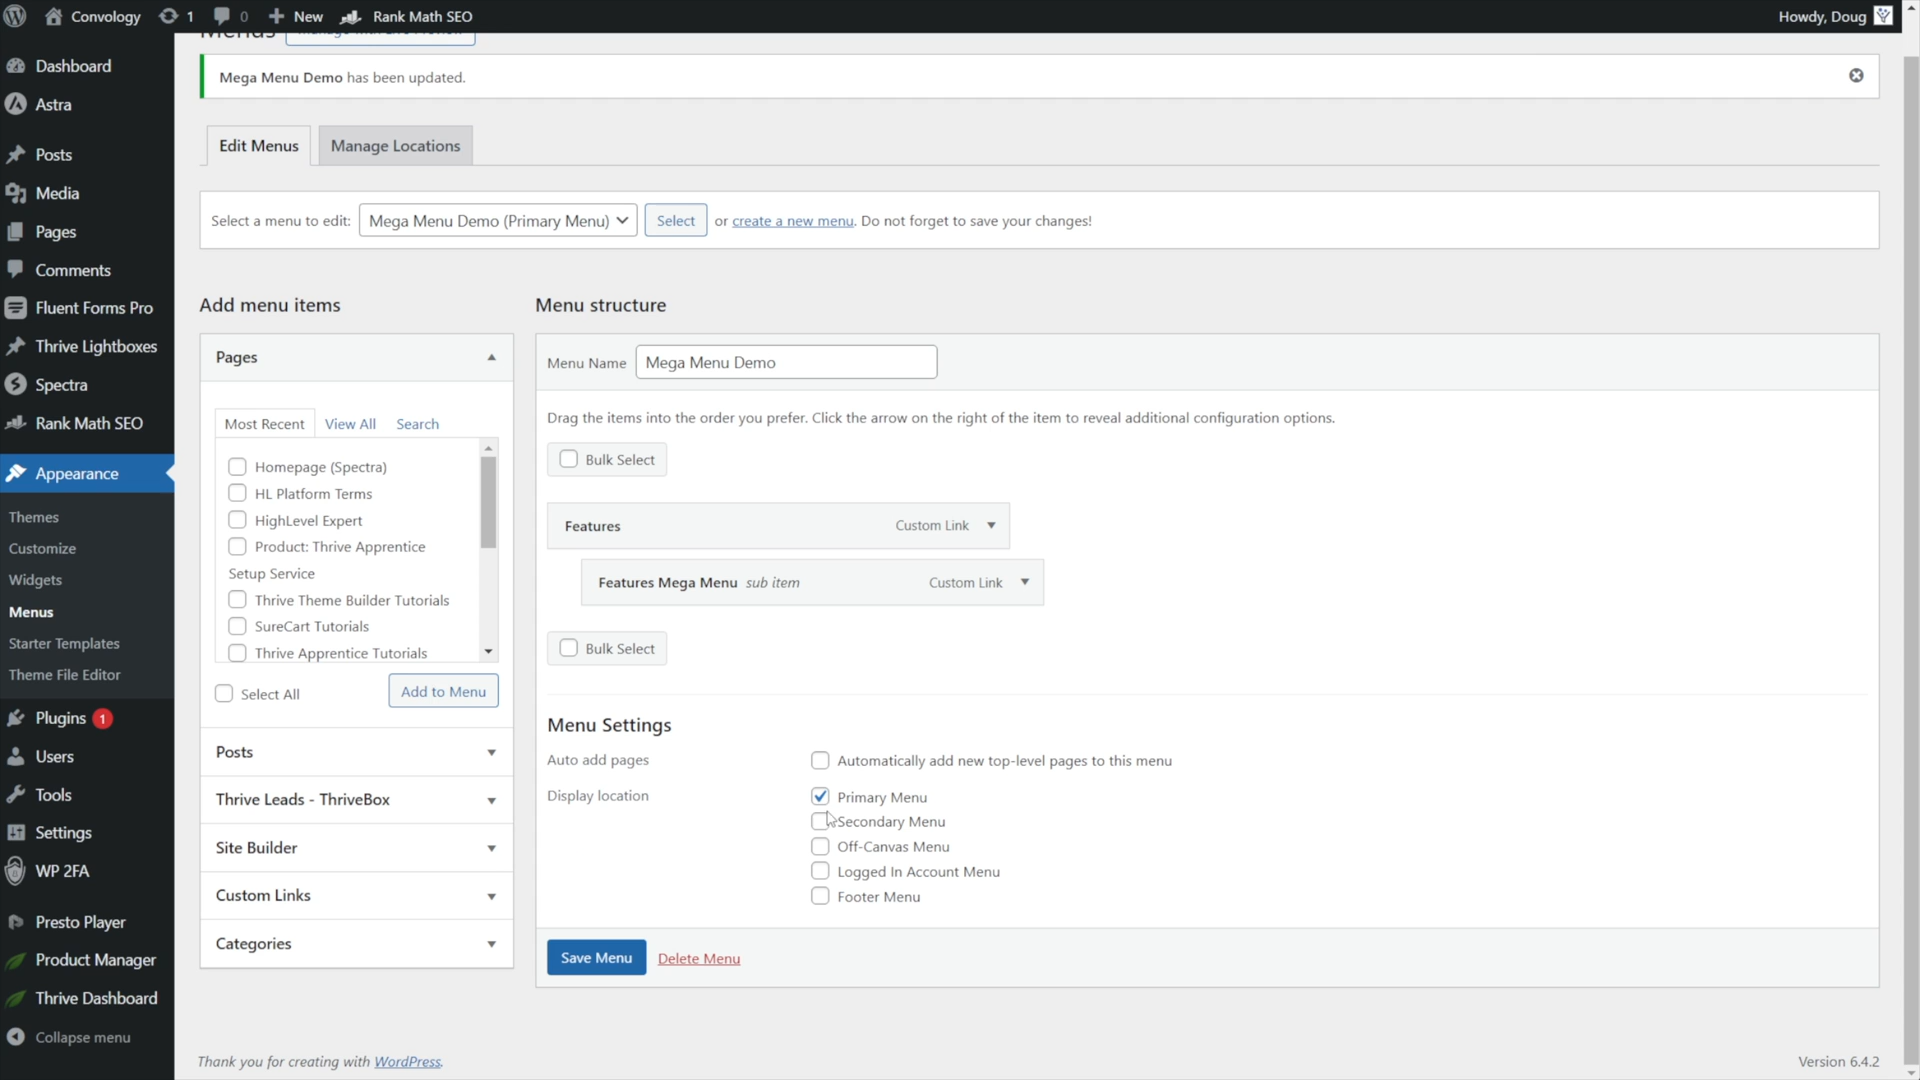 Convology 1 0 New Rank Math SEO Howdy, Doug
Menus Manage with Live Preview
Mega Menu Demo has been updated.
Dashboard
Astra
Posts
Media
Pages
Comments
Fluent Forms Pro
Thrive Lightboxes
Spectra
Rank Math SEO
Appearance
Themes
Customize
Widgets
Menus
Starter Templates
Theme File Editor
Plugins 1
Users
Tools
Settings
WP 2FA
Presto Player
Product Manager
Thrive Dashboard
Collapse menu
Edit Menus Manage Locations
Select a menu to edit: Mega Menu Demo (Primary Menu) Select or create a new menu. Do not forget to save your changes!
Add menu items
Pages
Most Recent View All Search
Homepage (Spectra)
HL Platform Terms
HighLevel Expert
Product: Thrive Apprentice
Setup Service
Thrive Theme Builder Tutorials
SureCart Tutorials
Thrive Apprentice Tutorials
Select All Add to Menu
Posts
Thrive Leads - ThriveBox
Site Builder
Custom Links
Categories
Menu structure
Menu Name Mega Menu Demo
Drag the items into the order you prefer. Click the arrow on the right of the item to reveal additional configuration options.
Bulk Select
Features Custom Link
Features Mega Menu sub item Custom Link
Bulk Select
Menu Settings
Auto add pages Automatically add new top-level pages to this menu
Display location Primary Menu
Secondary Menu
Off-Canvas Menu
Logged In Account Menu
Footer Menu
Save Menu Delete Menu
Thank you for creating with WordPress. Version 6.4.2